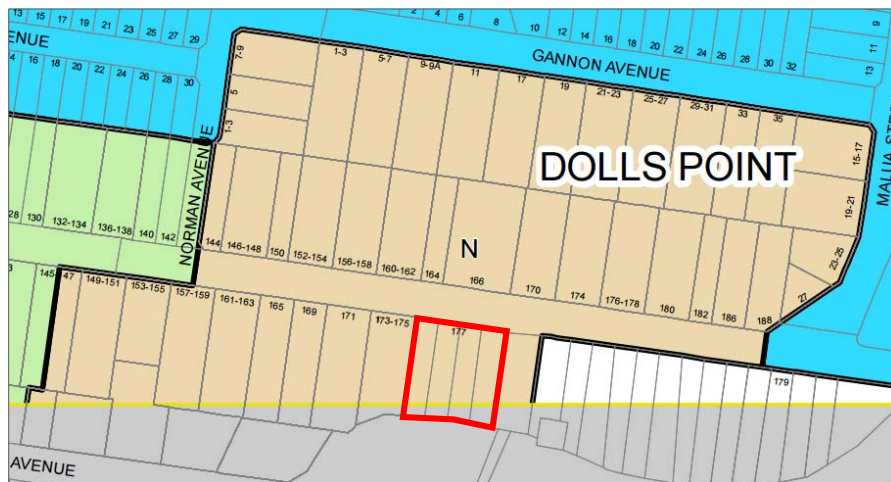 13 15 17 19 21 23 25 27 29
2 4 6 8 10 12 14 16 18 20 22 24 26 28 30 32
9
11
13
ENUE
GANNON AVENUE
14 16 18 20 22 24 26 28 30
7-9
5
1-3
1-3 5-7 9-9A 11 17 19 21-23 25-27 29-31 33 35
15-17
19-21
23-25
27
MALUA STR
DOLLS POINT
NORMAN AVENUE
N
28 130 132-134 136-138 140 142
144 146-148 150 152-154 156-158 160-162 164 166 170 174 176-178 180 182 186 188
3 145 47 149-151 153-155 157-159 161-163 165 169 171 173-175 177 179
AVENUE